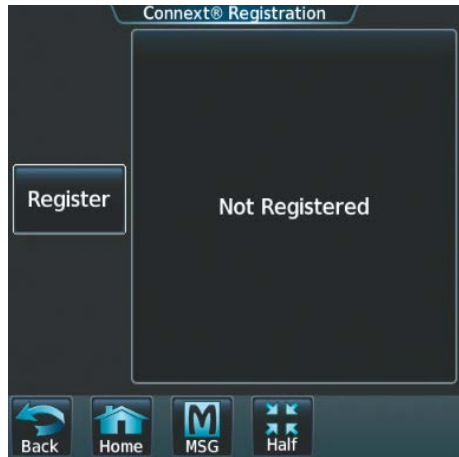 Connext® Registration
Register
Not Registered
Back
Home
MSG
Half